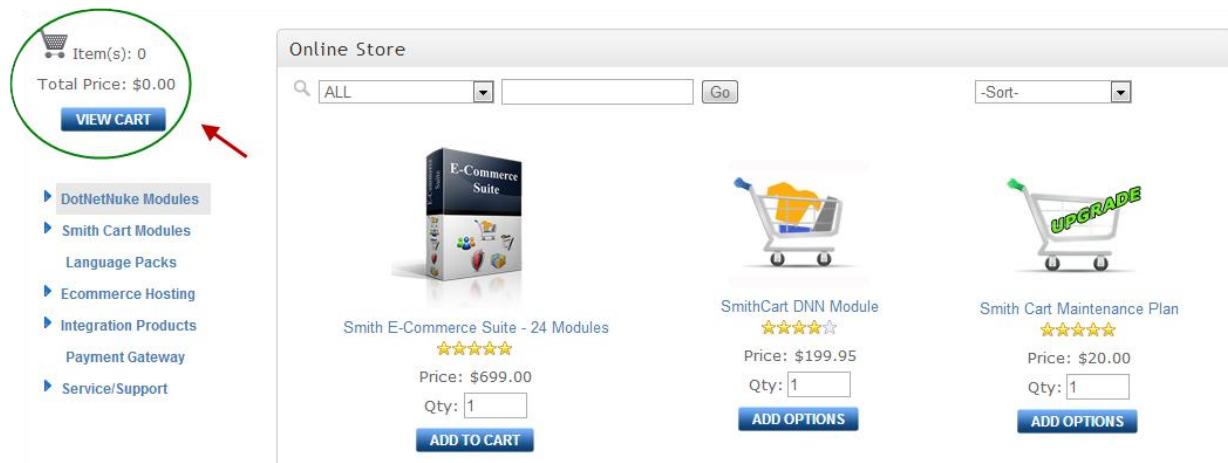 Item(s): 0
Total Price: $0.00
VIEW CART
DotNetNuke Modules
Smith Cart Modules
Language Packs
Ecommerce Hosting
Integration Products
Payment Gateway
Service/Support
Online Store
ALL
Go
-Sort-
E-Commerce
Suite
E-Commerce
Suite
Smith E-Commerce Suite - 24 Modules
Price: $699.00
Qty: 1
ADD TO CART
SmithCart DNN Module
Price: $199.95
Qty: 1
ADD OPTIONS
UPGRADE
Smith Cart Maintenance Plan
Price: $20.00
Qty: 1
ADD OPTIONS